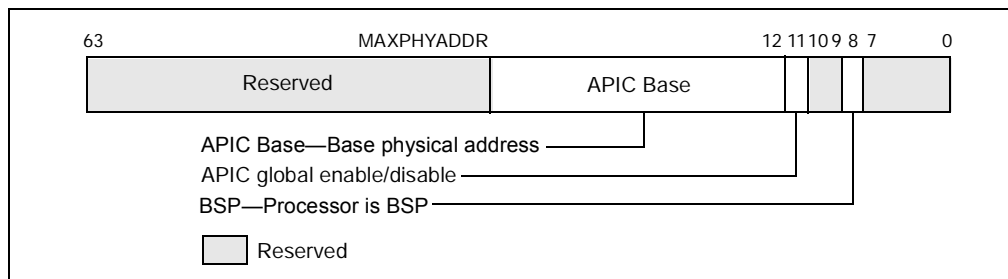 63 MAXPHYADDR 12 11 10 9 8 7 0
Reserved APIC Base
APIC Base—Base physical address
APIC global enable/disable
BSP—Processor is BSP
Reserved